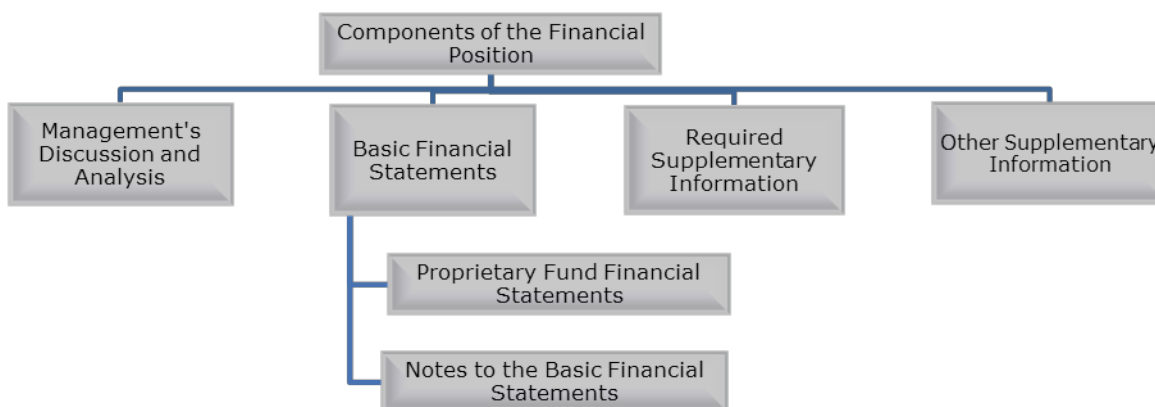 Components of the Financial
Position
Management's
Discussion and
Analysis
Basic Financial
Statements
Required
Supplementary
Information
Other Supplementary
Information
Proprietary Fund Financial
Statements
Notes to the Basic Financial
Statements